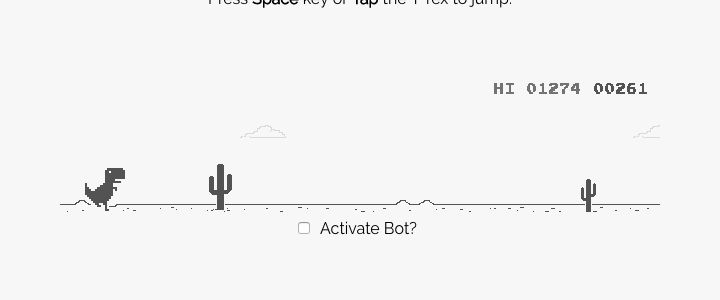 Press Space key or Tap the T-rex to jump.
HI 01274 00261
Activate Bot?